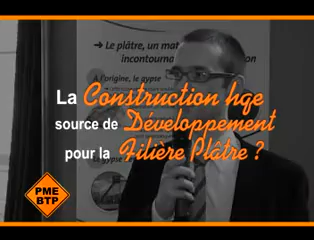 ➔ Le plâtre, un mat
incontourna
À l'origine, le gypse
La Construction hqe
source de Développement
pour la Filière Plâtre ?
PME
BTP